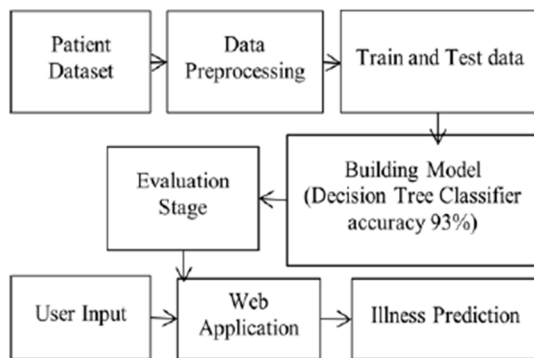 Patient
Dataset
Data
Preprocessing
Train and Test data
Building Model
(Decision Tree Classifier
accuracy 93%)
Evaluation
Stage
User Input
Web
Application
Illness Prediction